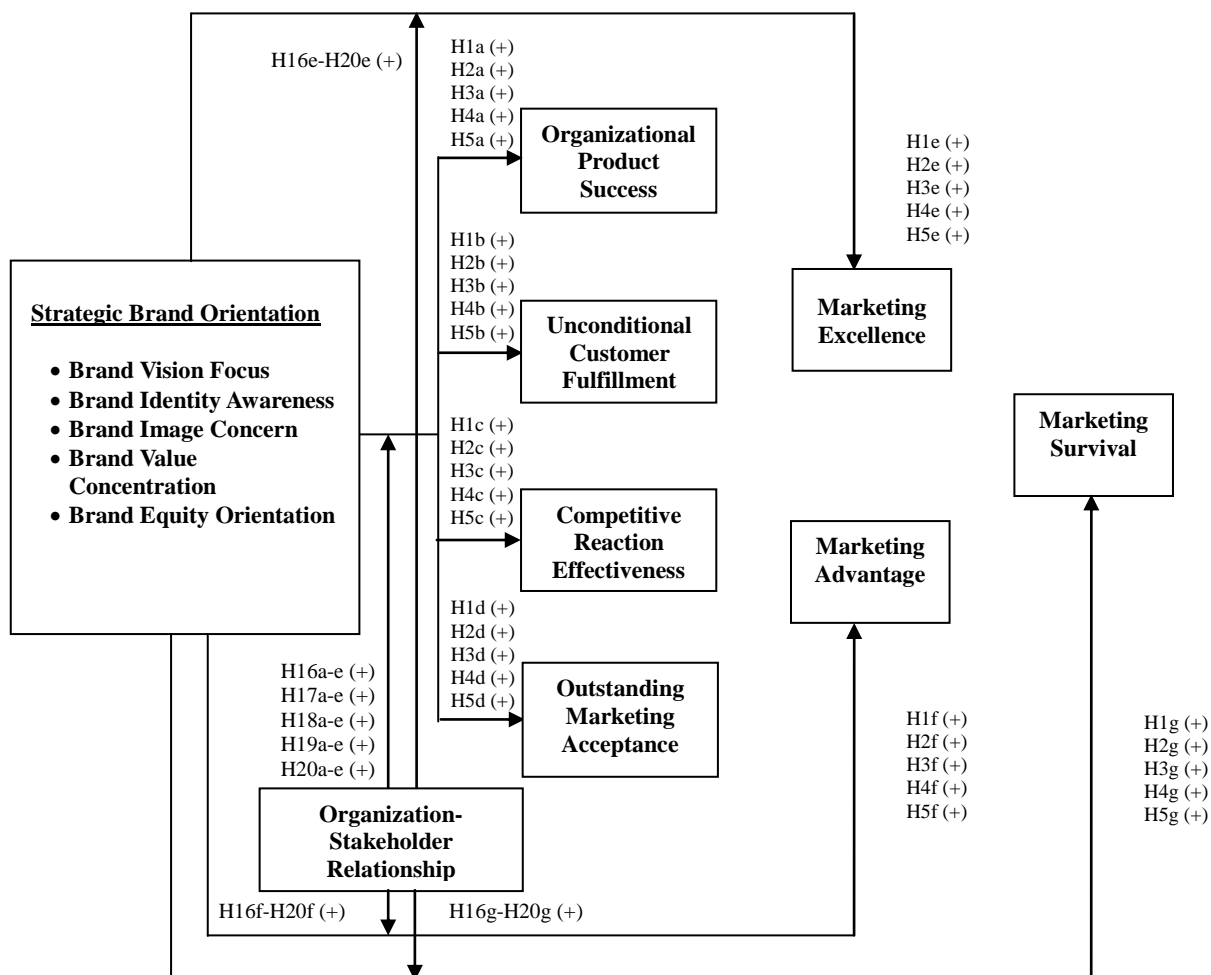 H16e-H20e (+)
H1a (+)
H2a (+)
H3a (+)
H4a (+)
H5a (+)
Organizational
Product
Success
H1e (+)
H2e (+)
H3e (+)
H4e (+)
H5e (+)
H1b (+)
H2b (+)
H3b (+)
H4b (+)
H5b (+)
Strategic Brand Orientation
• Brand Vision Focus
• Brand Identity Awareness
• Brand Image Concern
• Brand Value
Concentration
• Brand Equity Orientation
Unconditional
Customer
Fulfillment
Marketing
Excellence
Marketing
Survival
H1c (+)
H2c (+)
H3c (+)
H4c (+)
H5c (+)
Competitive
Reaction
Effectiveness
Marketing
Advantage
H1d (+)
H2d (+)
H3d (+)
H4d (+)
H5d (+)
Outstanding
Marketing
Acceptance
H16a-e (+)
H17a-e (+)
H18a-e (+)
H19a-e (+)
H20a-e (+)
H1f (+)
H2f (+)
H3f (+)
H4f (+)
H5f (+)
H1g (+)
H2g (+)
H3g (+)
H4g (+)
H5g (+)
Organization-
Stakeholder
Relationship
H16f-H20f (+)
H16g-H20g (+)